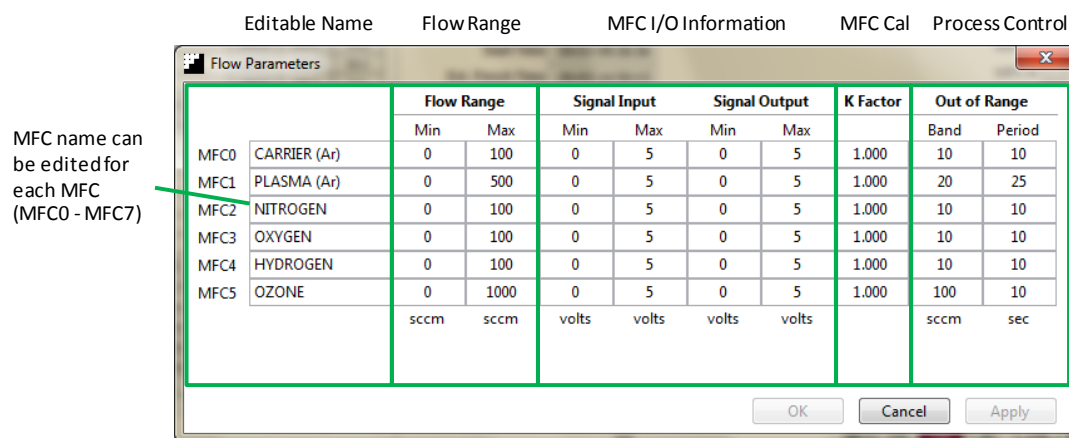 Editable Name Flow Range MFC I/O Information MFC Cal Process Control
Flow Parameters
Flow Range Signal Input Signal Output K Factor Out of Range
Min Max Min Max Min Max Band Period
MFC name can
be edited for
each MFC
(MFC0 - MFC7)
MFC0 CARRIER (Ar) 0 100 0 5 0 5 1.000 10 10
MFC1 PLASMA (Ar) 0 500 0 5 0 5 1.000 20 25
MFC2 NITROGEN 0 100 0 5 0 5 1.000 10 10
MFC3 OXYGEN 0 100 0 5 0 5 1.000 10 10
MFC4 HYDROGEN 0 100 0 5 0 5 1.000 10 10
MFC5 OZONE 0 1000 0 5 0 5 1.000 100 10
sccm sccm volts volts volts volts sccm sec
OK Cancel Apply